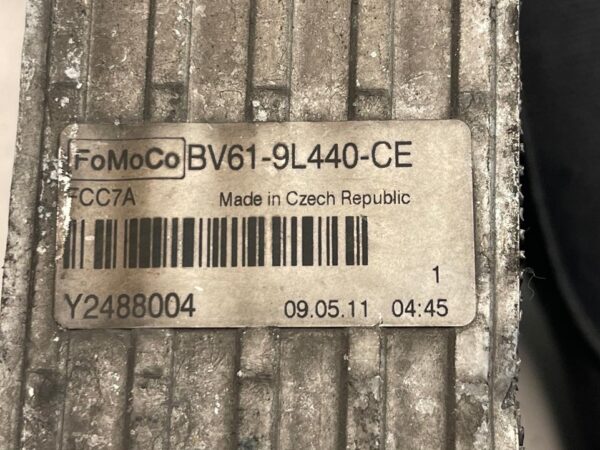 FoMoCo BV61-9L440-CE
FCC7A Made in Czech Republic
1
Y2488004 09.05.11 04:45